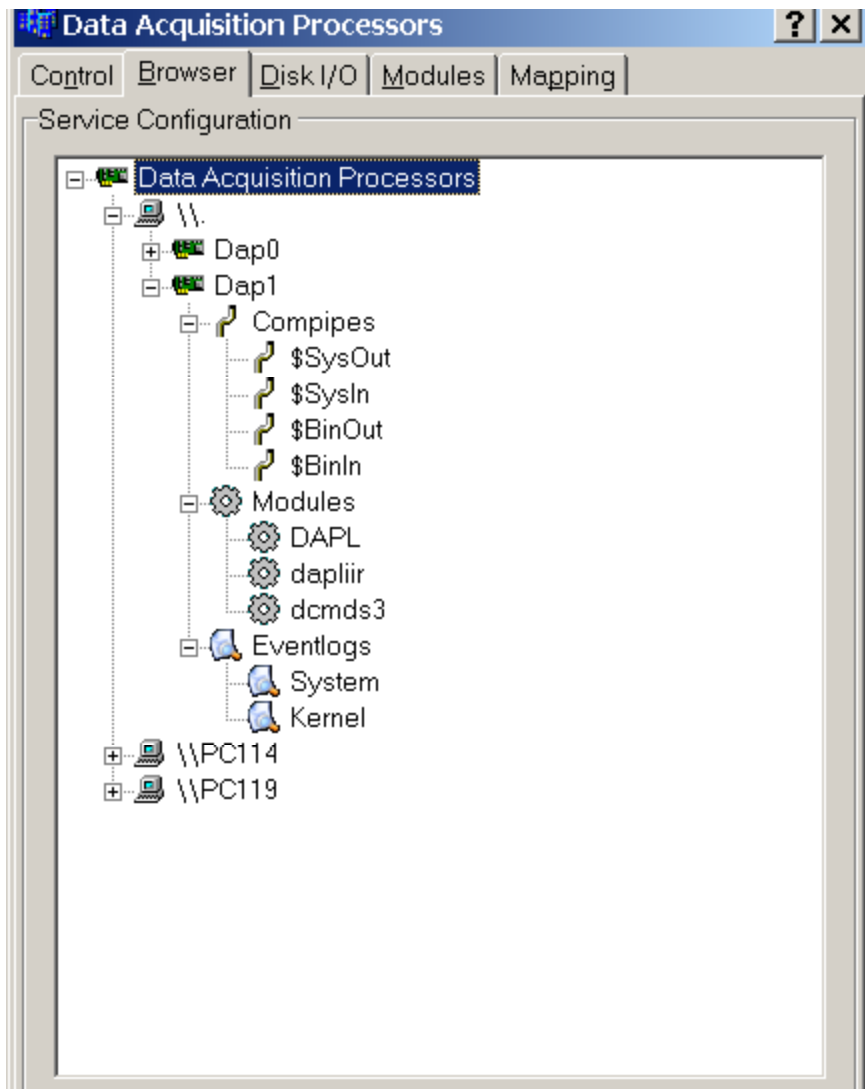 Data Acquisition Processors ? ×
Control Browser Disk I/O Modules Mapping
Service Configuration
Data Acquisition Processors
\\.
Dap0
Dap1
Compipes
$SysOut
$SysIn
$BinOut
$BinIn
Modules
DAPL
dapliir
dcmds3
Eventlogs
System
Kernel
\\PC114
\\PC119